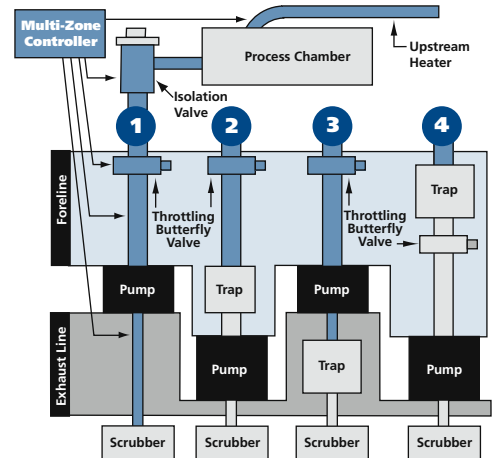 Multi-Zone
Controller
Process Chamber
Upstream
Heater
Isolation
Valve
1
2
3
4
Foreline
Trap
Throttling
Butterfly
Valve
Throttling
Butterfly
Valve
Pump
Trap
Pump
Exhaust Line
Pump
Trap
Pump
Scrubber
Scrubber
Scrubber
Scrubber